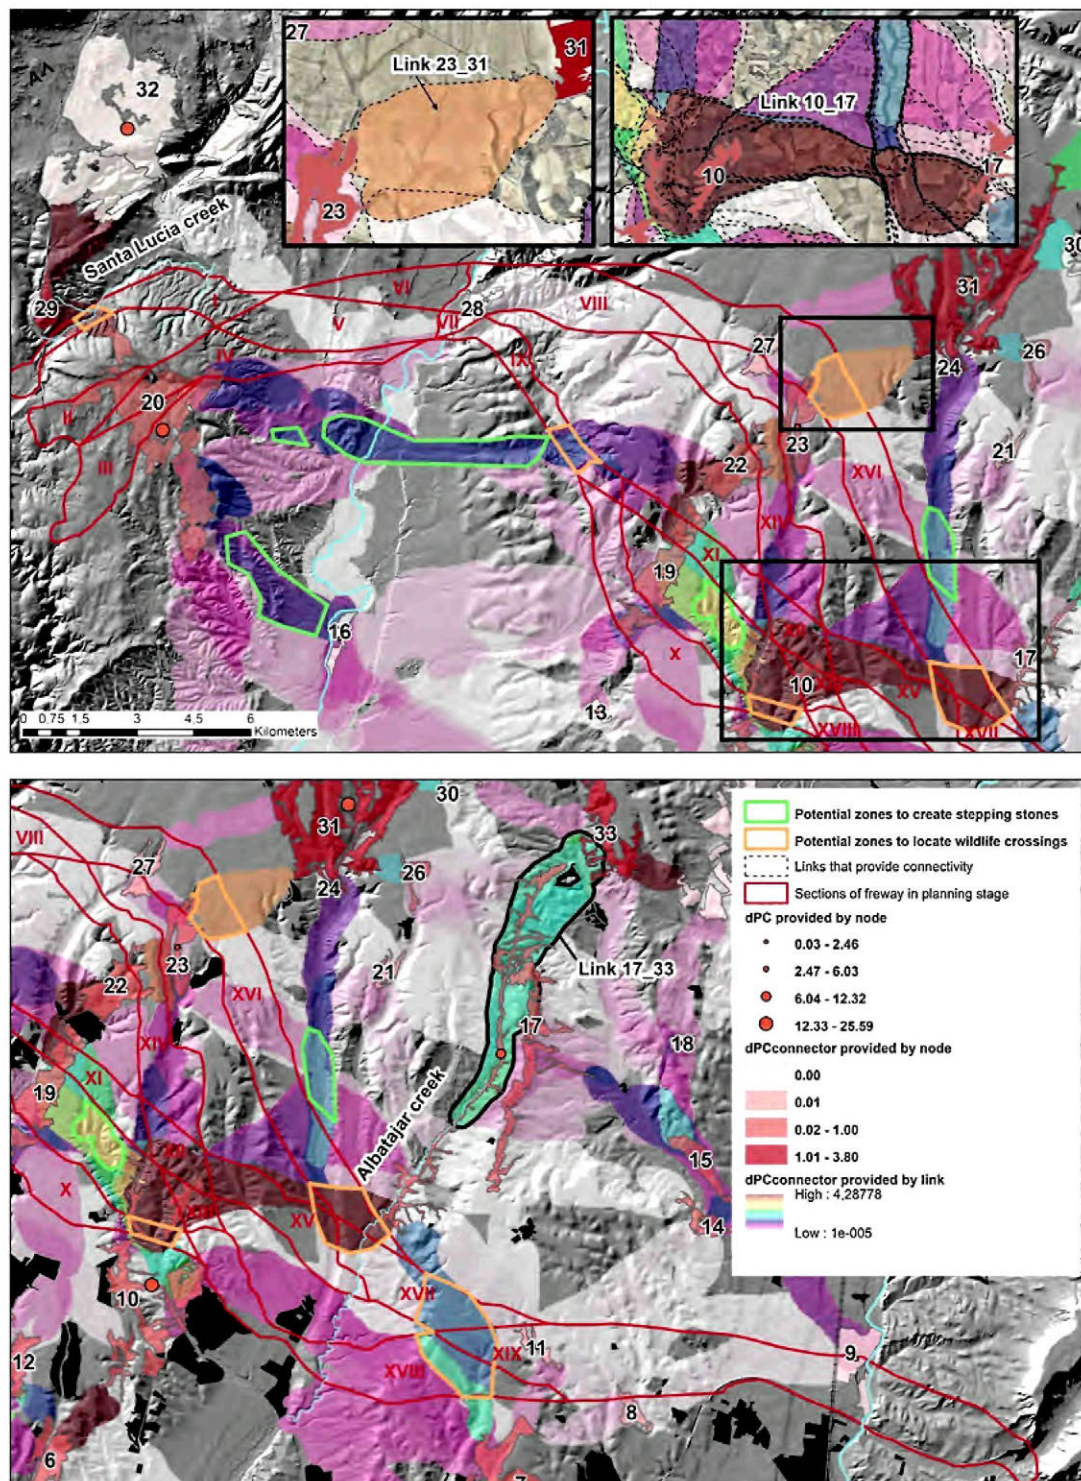 27
Link 23_31
31
23
Link 10_17
10
17
32
Santa Lucia creek
29
I
VI
V
28
VII
VIII
IX
IV
II
III
20
27
31
30
24
26
23
22
21
XVI
XIV
XI
19
X
16
13
10
XV
17
XVIII
XVII
0 0.75 1.5 3 4.5 6
Kilometers
VIII
27
31
30
24
26
33
Link 17_33
23
22
21
XVI
XIV
17
18
XI
19
Albatajar creek
XII
X
XV
15
14
10
XVII
XIX
11
XVIII
9
12
8
6
7
Potential zones to create stepping stones
Potential zones to locate wildlife crossings
Links that provide connectivity
Sections of freway in planning stage
dPC provided by node
0.03 - 2.46
2.47 - 6.03
6.04 - 12.32
12.33 - 25.59
dPCconnector provided by node
0.00
0.01
0.02 - 1.00
1.01 - 3.80
dPCconnector provided by link
High : 4,28778
Low : 1e-005